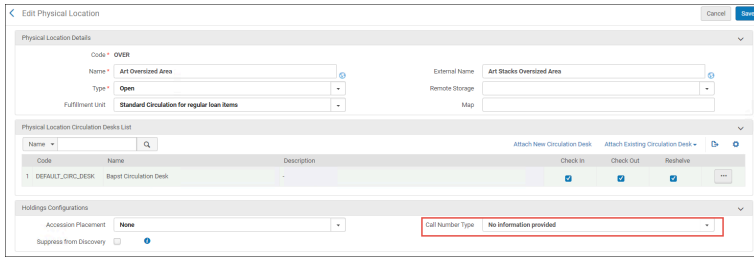 Edit Physical Location
Cancel Save
Physical Location Details
Code * OVER
Name * Art Oversized Area External Name Art Stacks Oversized Area
Type * Open Remote Storage
Fulfillment Unit Standard Circulation for regular loan items Map
Physical Location Circulation Desks List
Name Attach New Circulation Desk Attach Existing Circulation Desk
Code Name Description Check In Check Out Reshelve
1 DEFAULT_CIRC_DESK Bapst Circulation Desk -
Holdings Configurations
Accession Placement None Call Number Type No information provided
Suppress from Discovery